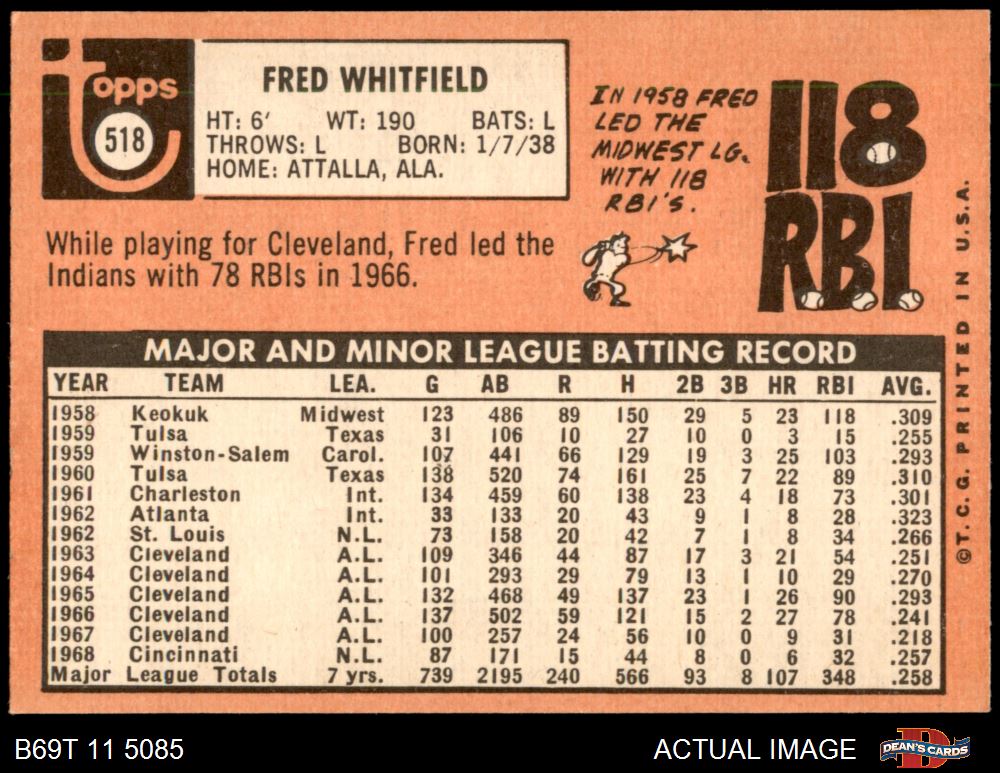 Topps
518
FRED WHITFIELD
HT: 6' WT: 190 BATS: L
THROWS: L BORN: 1/7/38
HOME: ATTALLA, ALA.
IN 1958 FRED
LED THE
MIDWEST LG.
WITH 118
RBI'S.
118
RBI
While playing for Cleveland, Fred led the
Indians with 78 RBIs in 1966.
MAJOR AND MINOR LEAGUE BATTING RECORD
YEAR TEAM LEA. G AB R H 2B 3B HR RBI AVG.
1958 Keokuk Midwest 123 486 89 150 29 5 23 118 .309
1959 Tulsa Texas 31 106 10 27 10 0 3 15 .255
1959 Winston-Salem Carol. 107 441 66 129 19 3 25 103 .293
1960 Tulsa Texas 138 520 74 161 25 7 22 89 .310
1961 Charleston Int. 134 459 60 138 23 4 18 73 .301
1962 Atlanta Int. 33 133 20 43 9 1 8 28 .323
1962 St. Louis N.L. 73 158 20 42 7 1 8 34 .266
1963 Cleveland A.L. 109 346 44 87 17 3 21 54 .251
1964 Cleveland A.L. 101 293 29 79 13 1 10 29 .270
1965 Cleveland A.L. 132 468 49 137 23 1 26 90 .293
1966 Cleveland A.L. 137 502 59 121 15 2 27 78 .241
1967 Cleveland A.L. 100 257 24 56 10 0 9 31 .218
1968 Cincinnati N.L. 87 171 15 44 8 0 6 32 .257
Major League Totals 7 yrs. 739 2195 240 566 93 8 107 348 .258
©T.C.G. PRINTED IN U.S.A.
B69T 11 5085
ACTUAL IMAGE
DEAN'S CARDS